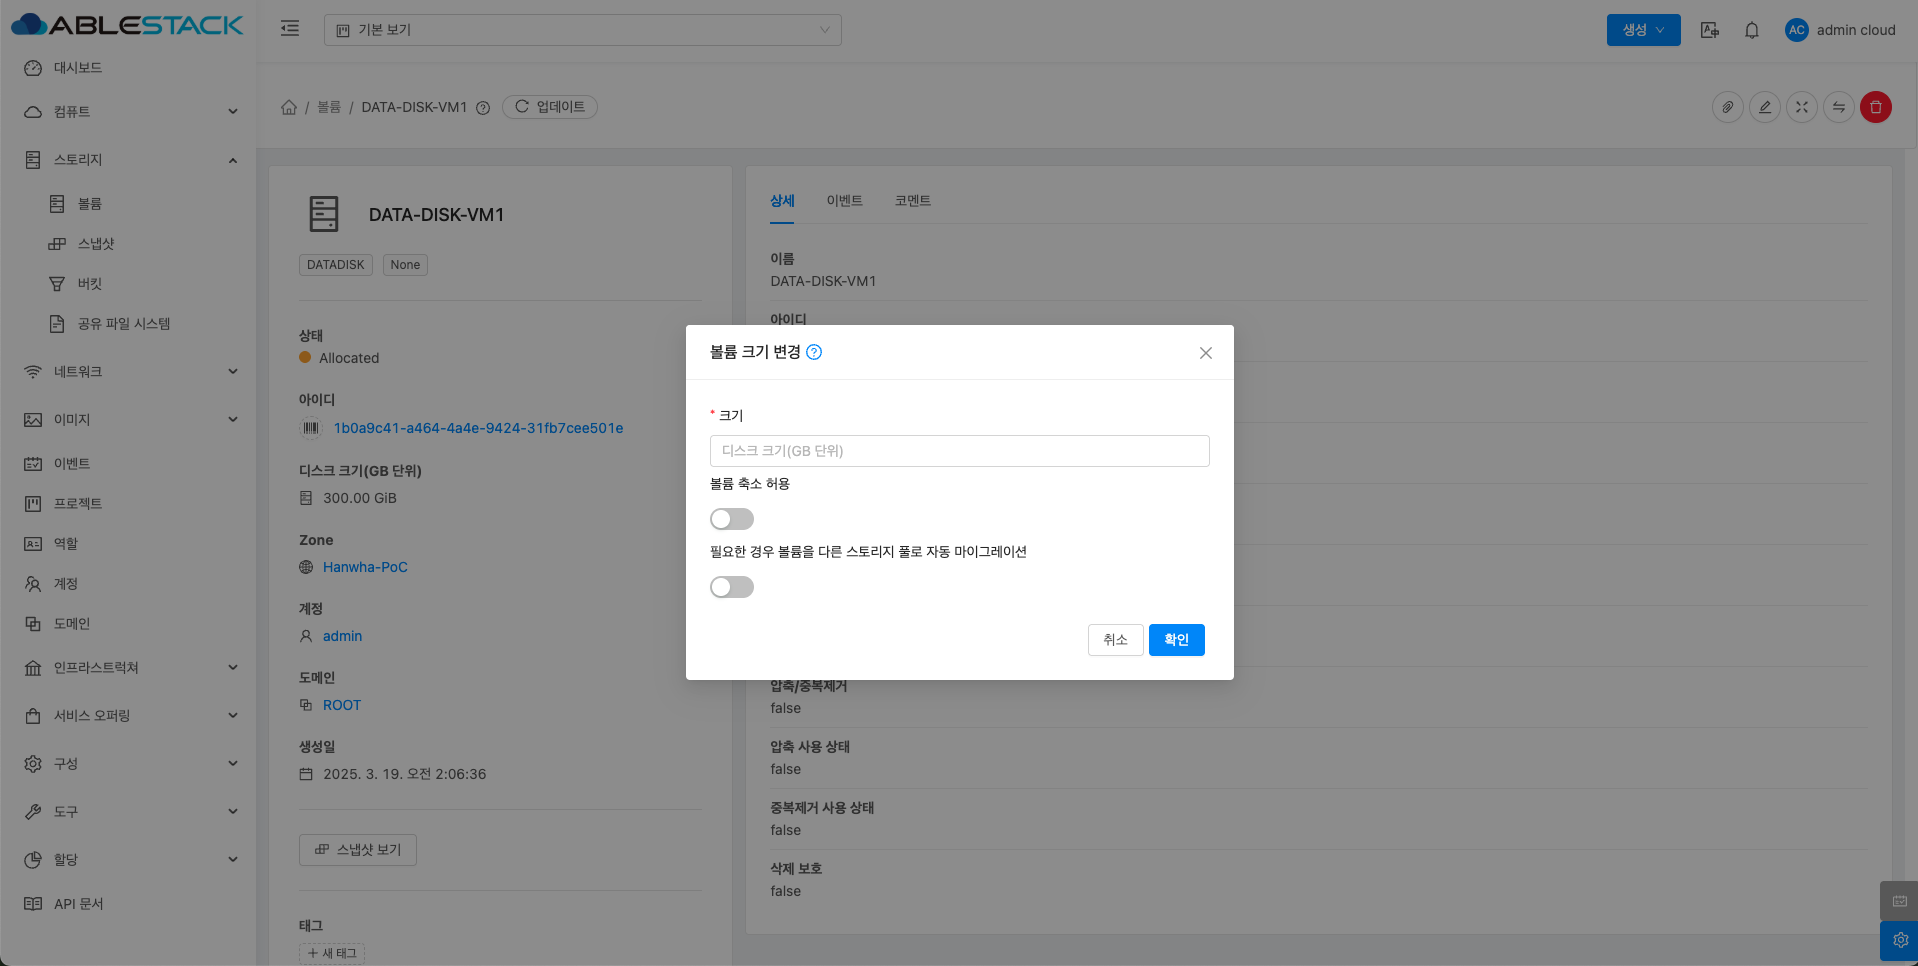 ABLESTACK
기본 보기
생성
AC
admin cloud
대시보드
컴퓨트
스토리지
볼륨
스냅샷
버킷
공유 파일 시스템
네트워크
이미지
이벤트
프로젝트
역할
계정
도메인
인프라스트럭쳐
서비스 오퍼링
구성
도구
할당
API 문서
/ 볼륨 / DATA-DISK-VM1
업데이트
DATA-DISK-VM1
DATADISK
None
상태
Allocated
아이디
1b0a9c41-a464-4a4e-9424-31fb7cee501e
디스크 크기(GB 단위)
300.00 GiB
Zone
Hanwha-PoC
계정
admin
도메인
ROOT
생성일
2025. 3. 19. 오전 2:06:36
스냅샷 보기
태그
+ 새 태그
상세
이벤트
코멘트
이름
DATA-DISK-VM1
아이디
볼륨 크기 변경
* 크기
디스크 크기(GB 단위)
볼륨 축소 허용
필요한 경우 볼륨을 다른 스토리지 풀로 자동 마이그레이션
취소
확인
압축/중복제거
false
압축 사용 상태
false
중복제거 사용 상태
false
삭제 보호
false